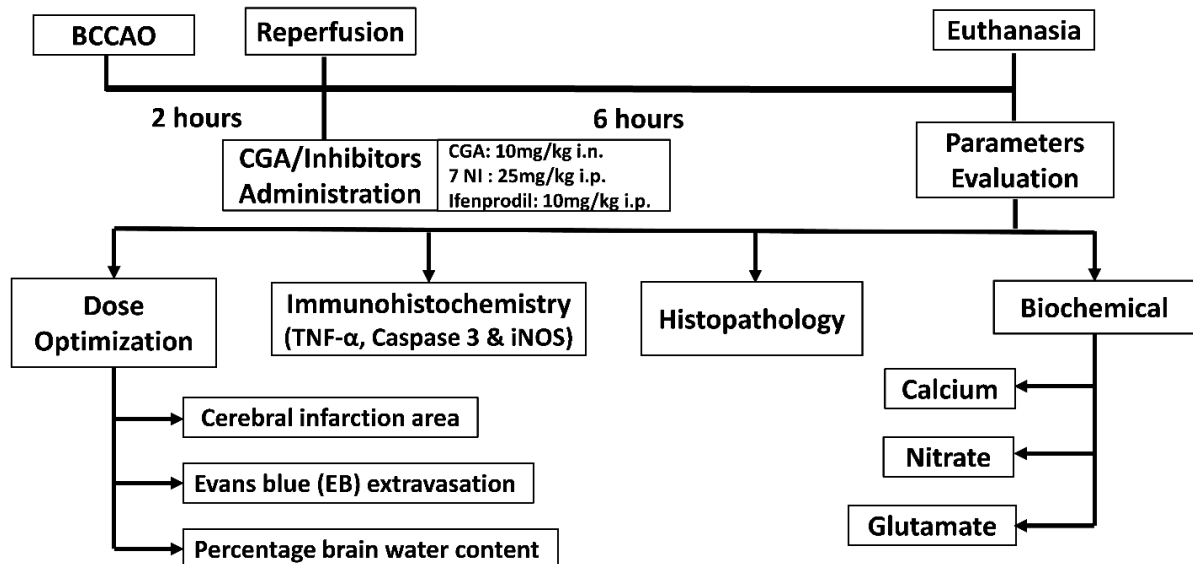 BCCAO
Reperfusion
Euthanasia
2 hours
6 hours
CGA/Inhibitors
Administration
CGA: 10mg/kg i.n.
7 NI : 25mg/kg i.p.
Ifenprodil: 10mg/kg i.p.
Parameters
Evaluation
Dose
Optimization
Immunohistochemistry
(TNF-α, Caspase 3 & iNOS)
Histopathology
Biochemical
Cerebral infarction area
Evans blue (EB) extravasation
Percentage brain water content
Calcium
Nitrate
Glutamate